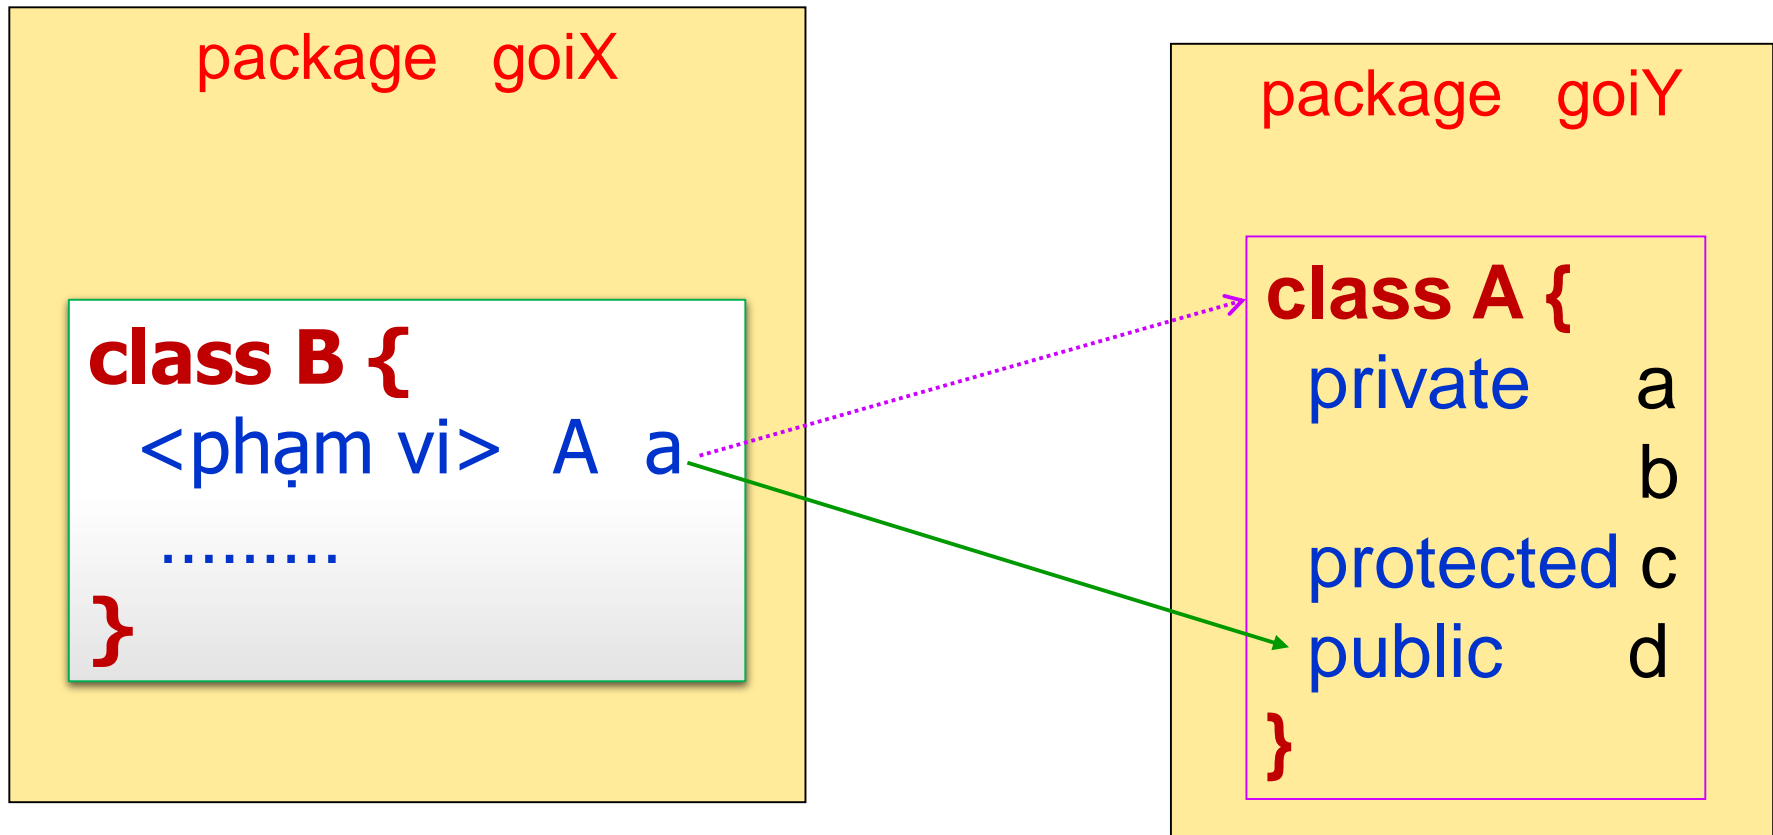 package goiX
class B {
<phạm vi> A a
.........
}
package goiY
class A {
private a
b
protected c
public d
}